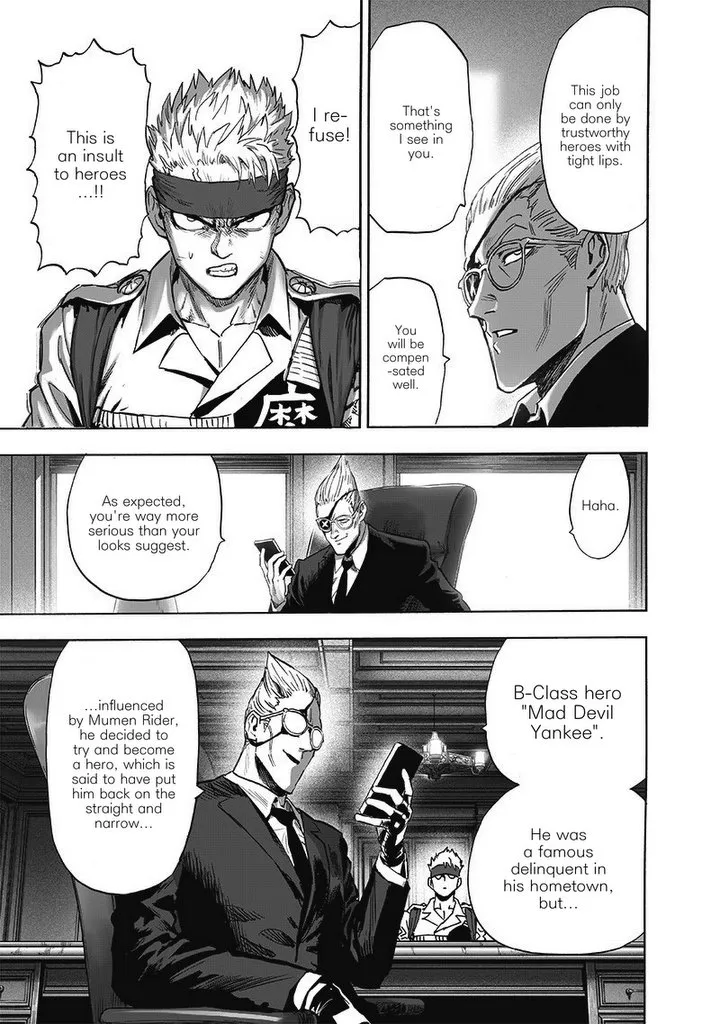 This job
can only
be done by
trustworthy
heroes with
tight lips.
That's
something
I see in
you.
You
will be
compen
-sated
well.
I re-
fuse!
This is
an insult
to heroes
...!!
麻
Haha.
As expected,
you're way more
serious than your
looks suggest.
B-Class hero
"Mad Devil
Yankee".
He was
a famous
delinquent in
his hometown,
but...
...influenced
by Mumen Rider,
he decided to
try and become
a hero, which is
said to have put
him back on the
straight and
narrow...